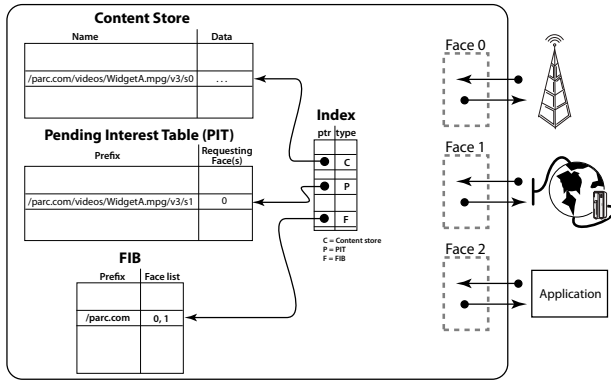 Content Store
Name Data
/parc.com/videos/WidgetA.mpg/v3/s0 ...
Pending Interest Table (PIT)
Prefix Requesting Face(s)
/parc.com/videos/WidgetA.mpg/v3/s1 0
FIB
Prefix Face list
/parc.com 0, 1
Index
ptr type
C
P
F
C = Content store
P = PIT
F = FIB
Face 0
Face 1
Face 2
Application